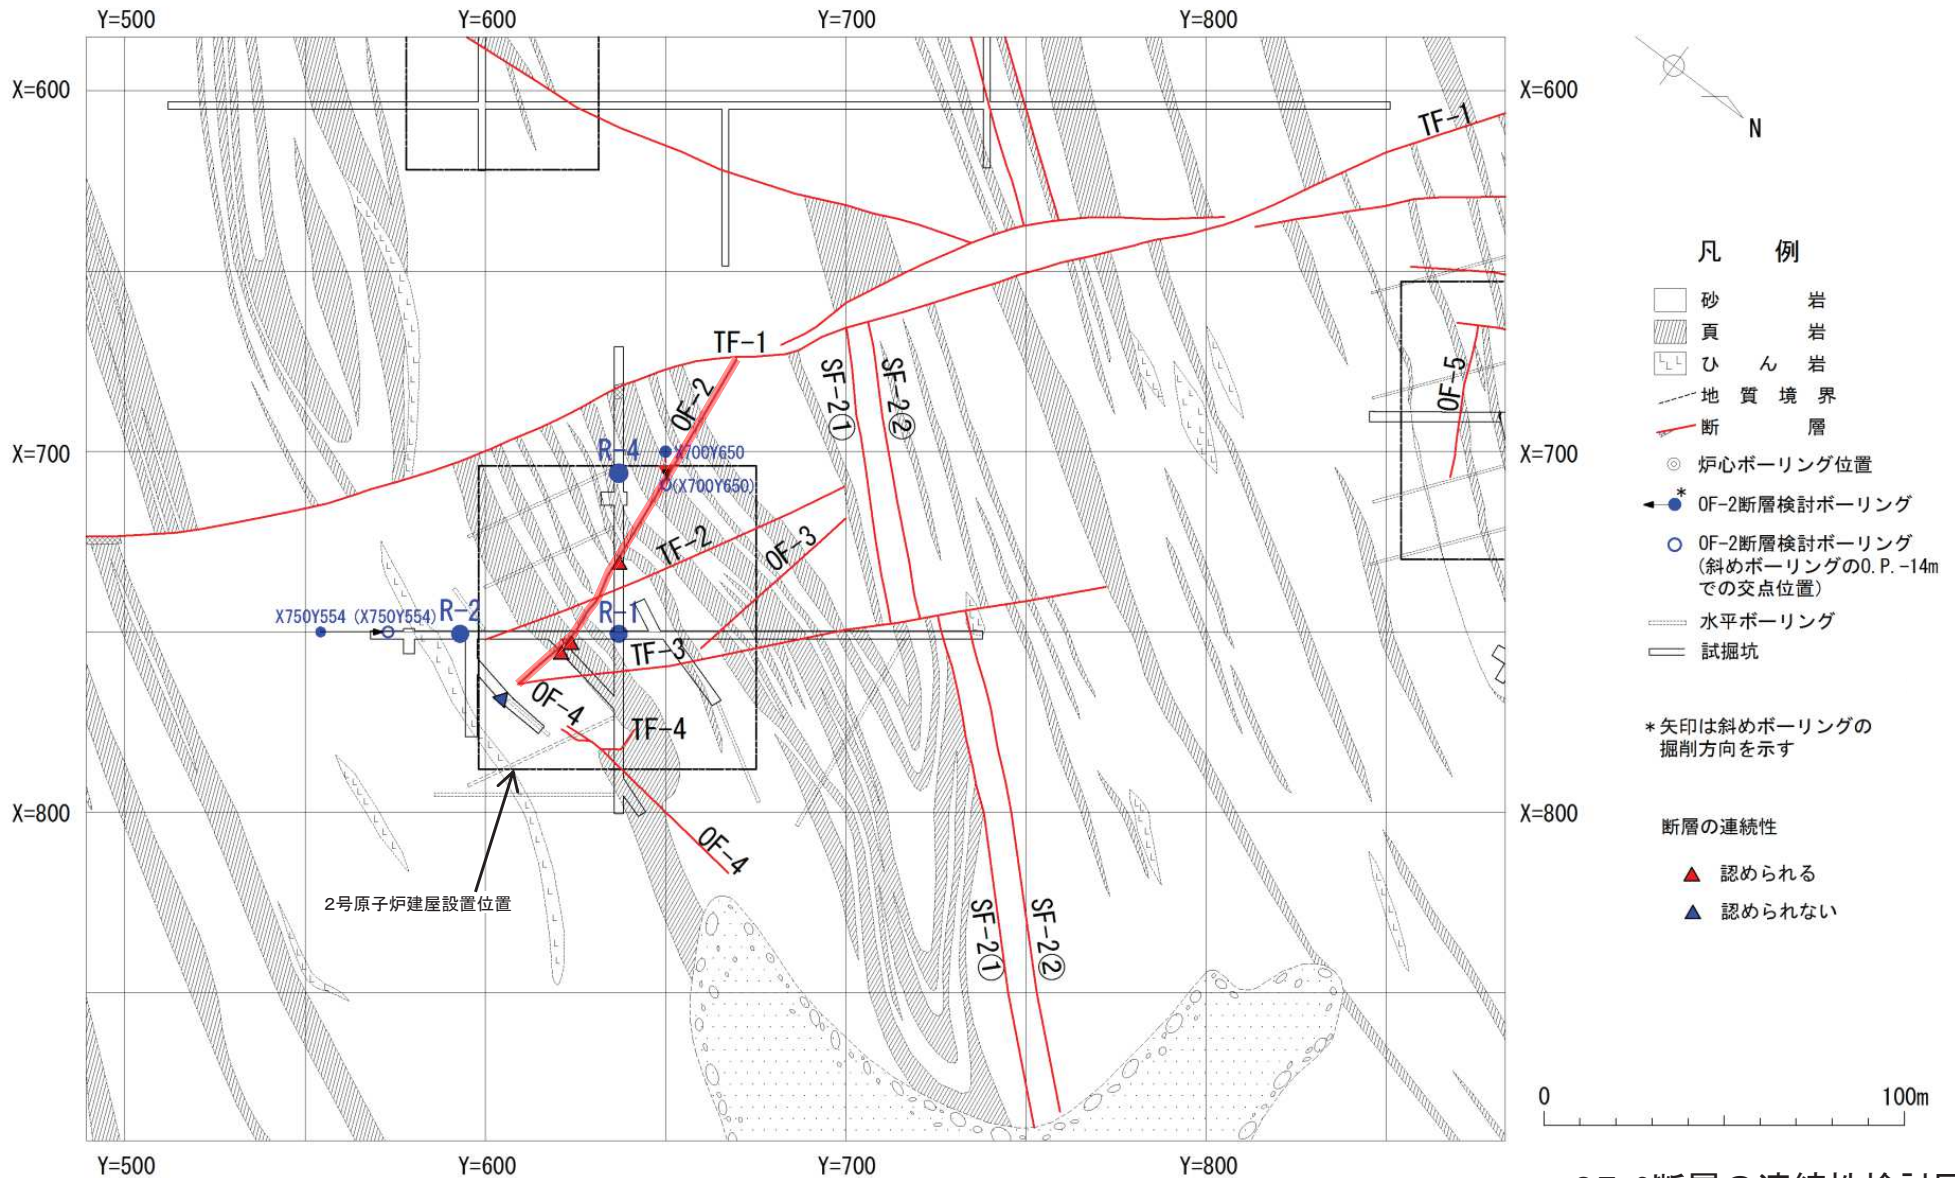 Y=500 Y=600 Y=700 Y=800
X=600 X=600
TF-1
N
凡 例
砂 岩
頁 岩
ひ ん 岩
地 質 境 界
断 層
◎ 炉心ボーリング位置
* OF-2断層検討ボーリング
OF-2断層検討ボーリング
(斜めボーリングのO.P.-14m
での交点位置)
水平ボーリング
試掘坑
*矢印は斜めボーリングの
掘削方向を示す
断層の連続性
認められる
認められない
TF-1
OF-2
SF-2①
SF-2②
OF-5
X=700 X=700
R-4
X700Y650
(X700Y650)
TF-2
OF-3
X750Y554 (X750Y554)
R-2
R-1
TF-3
OF-4
TF-4
X=800 X=800
OF-4
2号原子炉建屋設置位置
SF-2①
SF-2②
0 100m
Y=500 Y=600 Y=700 Y=800